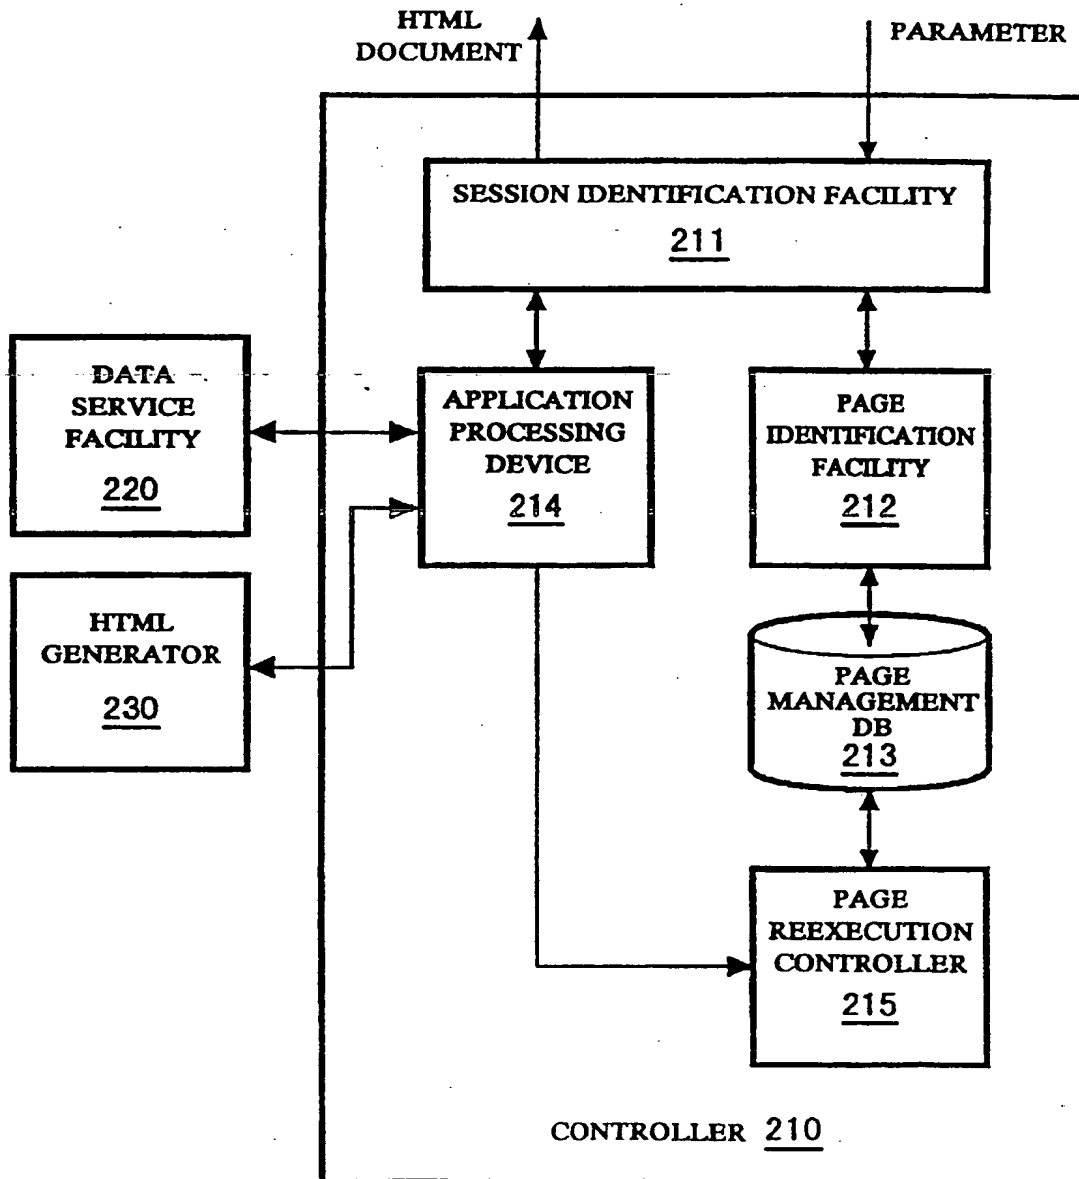 HTML
DOCUMENT
PARAMETER
SESSION IDENTIFICATION FACILITY
211
DATA
SERVICE
FACILITY
220
APPLICATION
PROCESSING
DEVICE
214
PAGE
IDENTIFICATION
FACILITY
212
HTML
GENERATOR
230
PAGE
MANAGEMENT
DB
213
PAGE
REEXECUTION
CONTROLLER
215
CONTROLLER 210